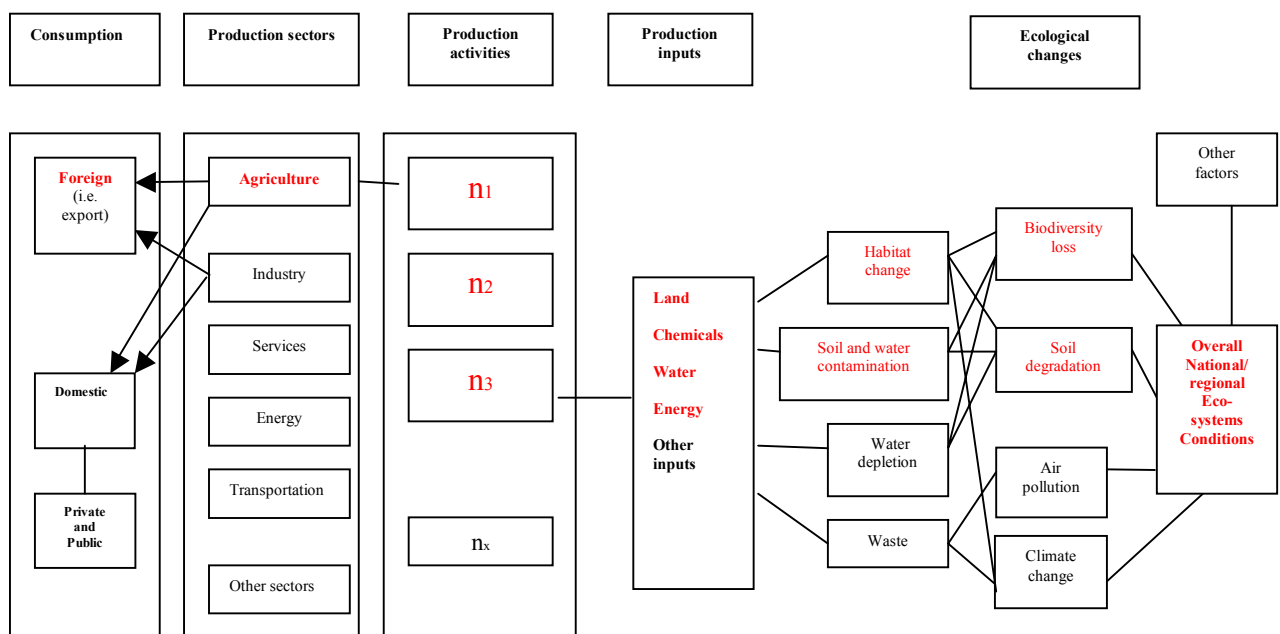 Consumption
Production sectors
Production
activities
Production
inputs
Ecological
changes
Foreign
(i.e.
export)
Domestic
Private
and
Public
Agriculture
Industry
Services
Energy
Transportation
Other sectors
n1
n2
n3
nx
Land
Chemicals
Water
Energy
Other
inputs
Habitat
change
Soil and water
contamination
Water
depletion
Waste
Biodiversity
loss
Soil
degradation
Air
pollution
Climate
change
Other
factors
Overall
National/
regional
Eco-
systems
Conditions